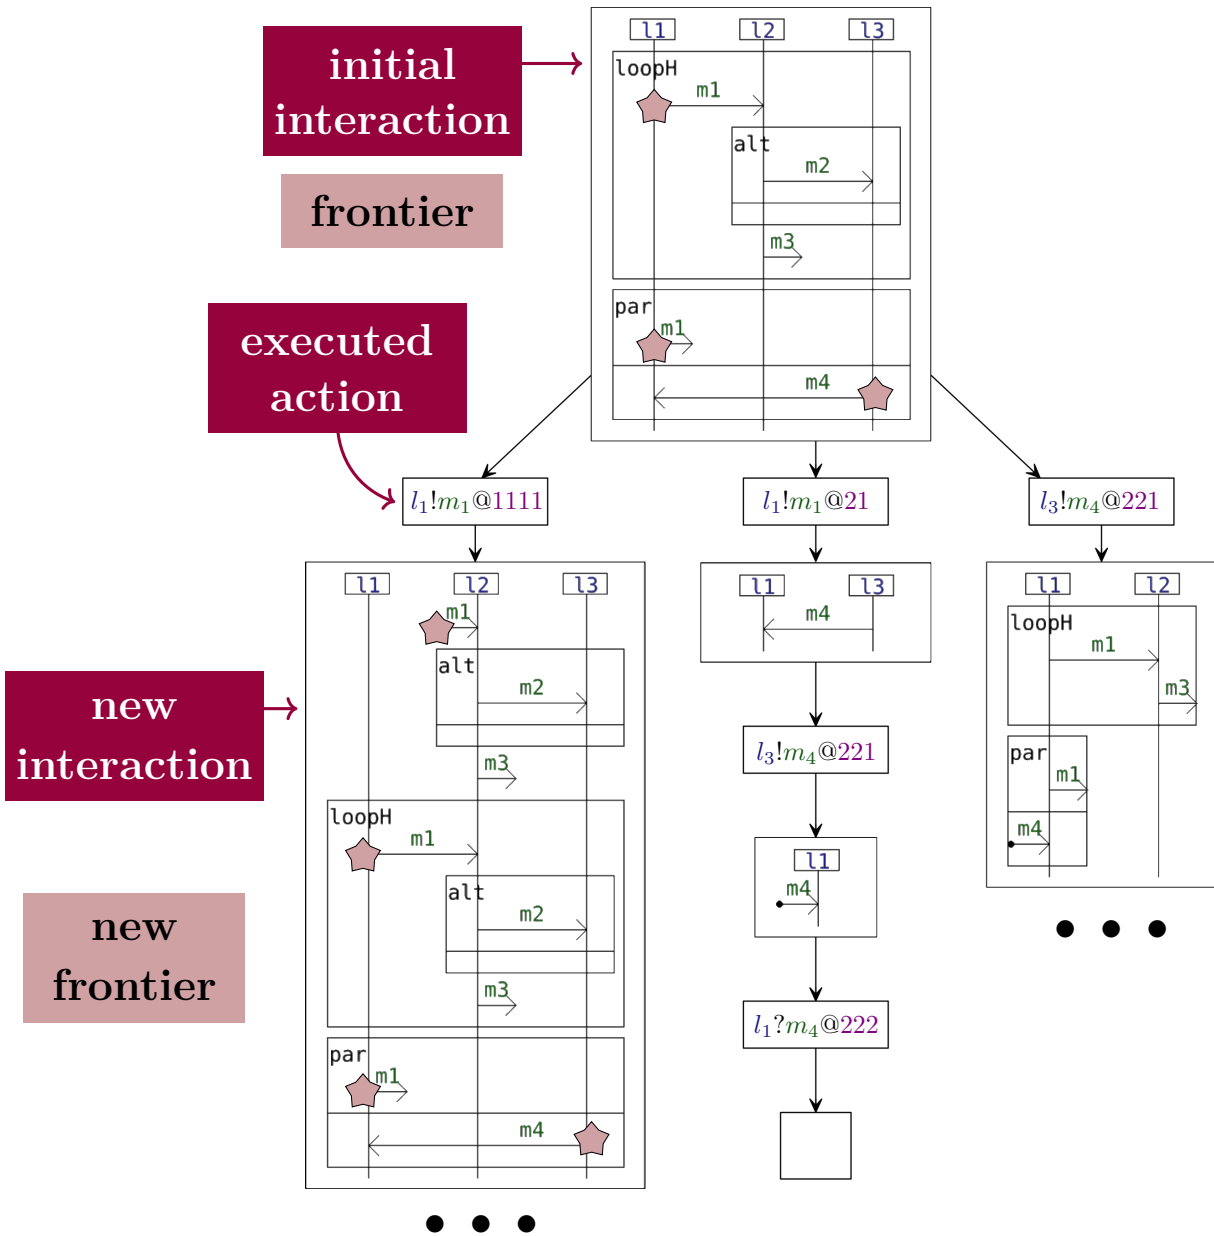 initial
interaction
frontier
l1 l2 l3
loopH
m1
alt
m2
m3
par
m1
m4
executed
action
l1!m1@1111
l1!m1@21
l3!m4@221
new
interaction
new
frontier
l1 l2 l3
m1
alt
m2
m3
loopH
m1
alt
m2
m3
par
m1
m4
l1 l3
m4
l3!m4@221
l1
m4
l1?m4@222
l1 l2
loopH
m1
m3
par
m1
m4